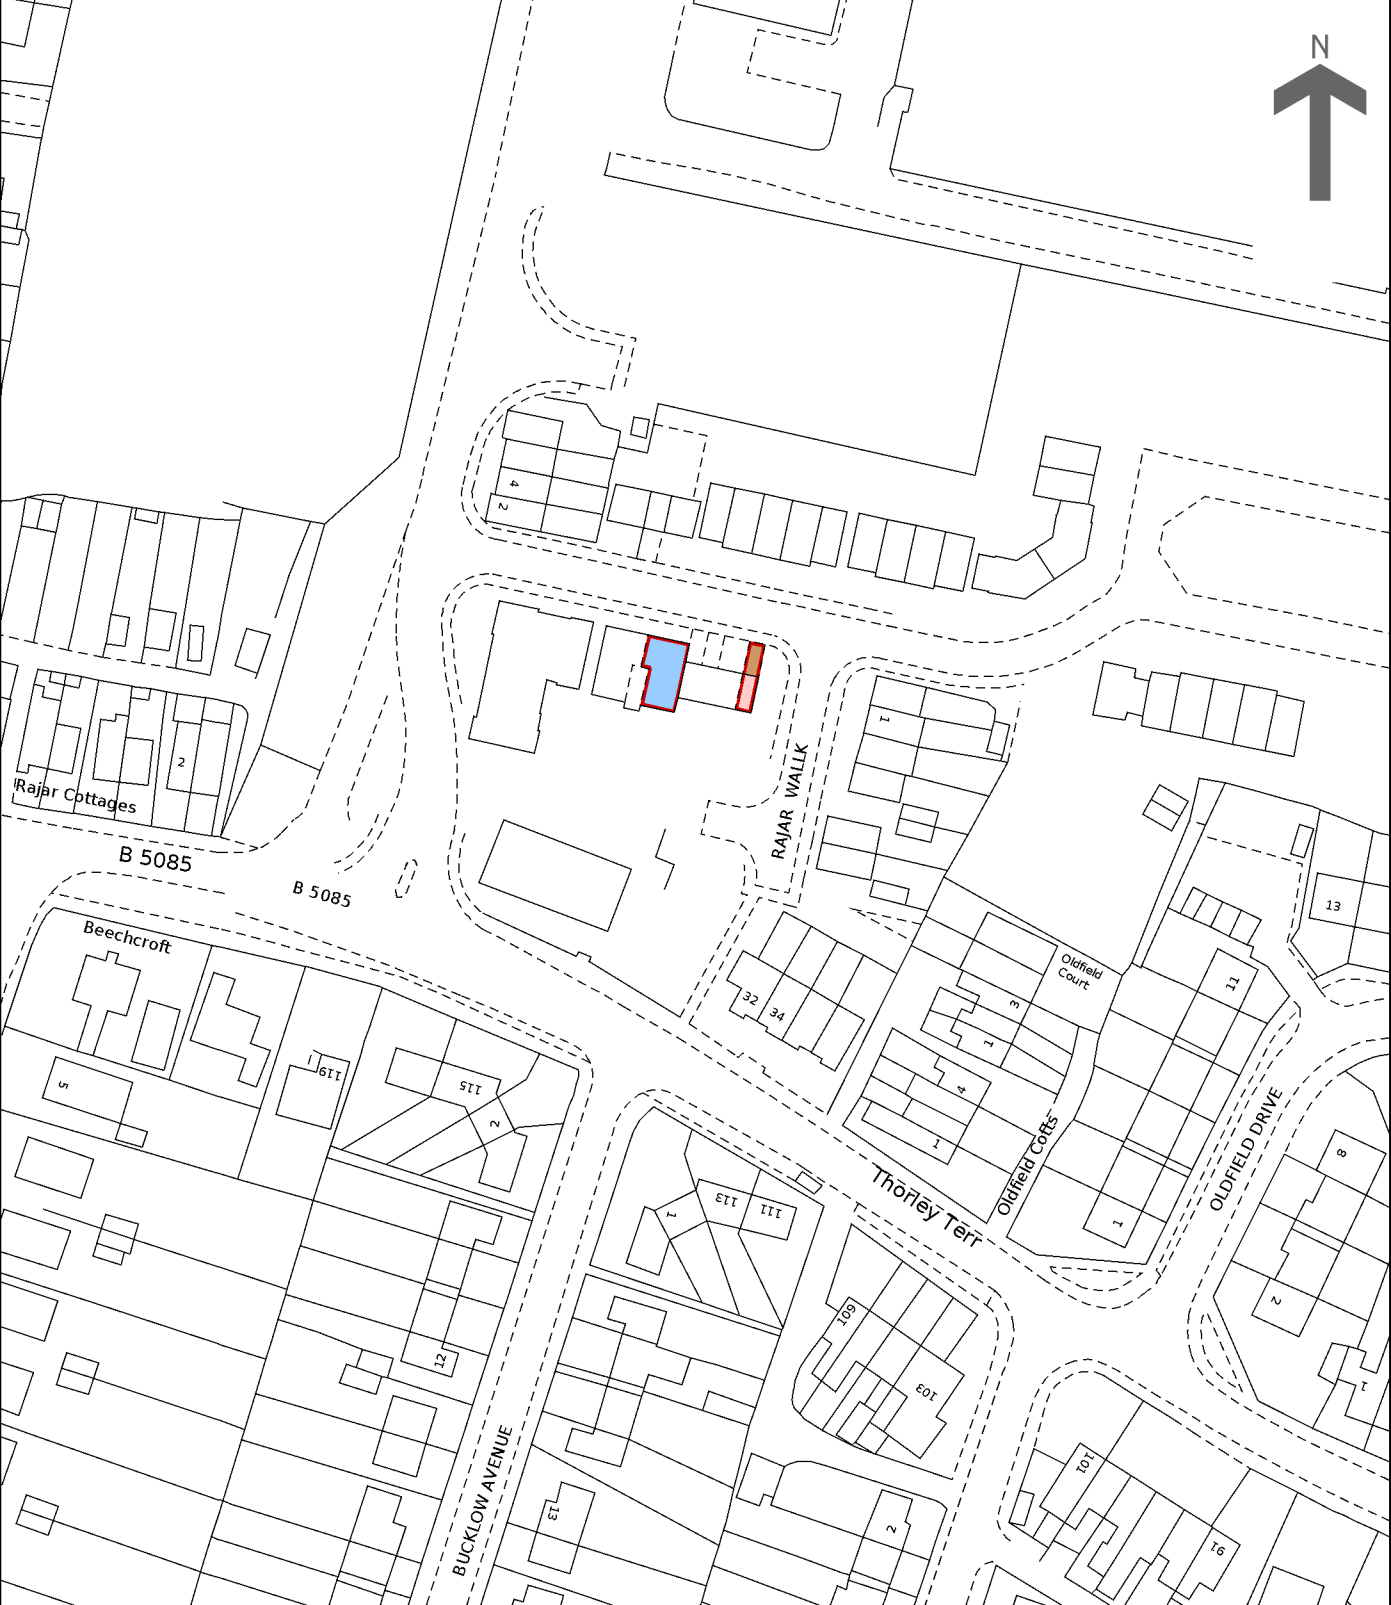 N
4
2
1
RAJAR WALLK
2
Rajar Cottages
B 5085
B 5085
Beechcroft
13
Oldfield
Court
11
32
34
3
1
4
1
5
119
115
2
113
111
1
Thorley Terr
Oldfield Cotts
OLDFIELD DRIVE
8
1
2
1
109
103
12
BUCKLOW AVENUE
13
2
101
91